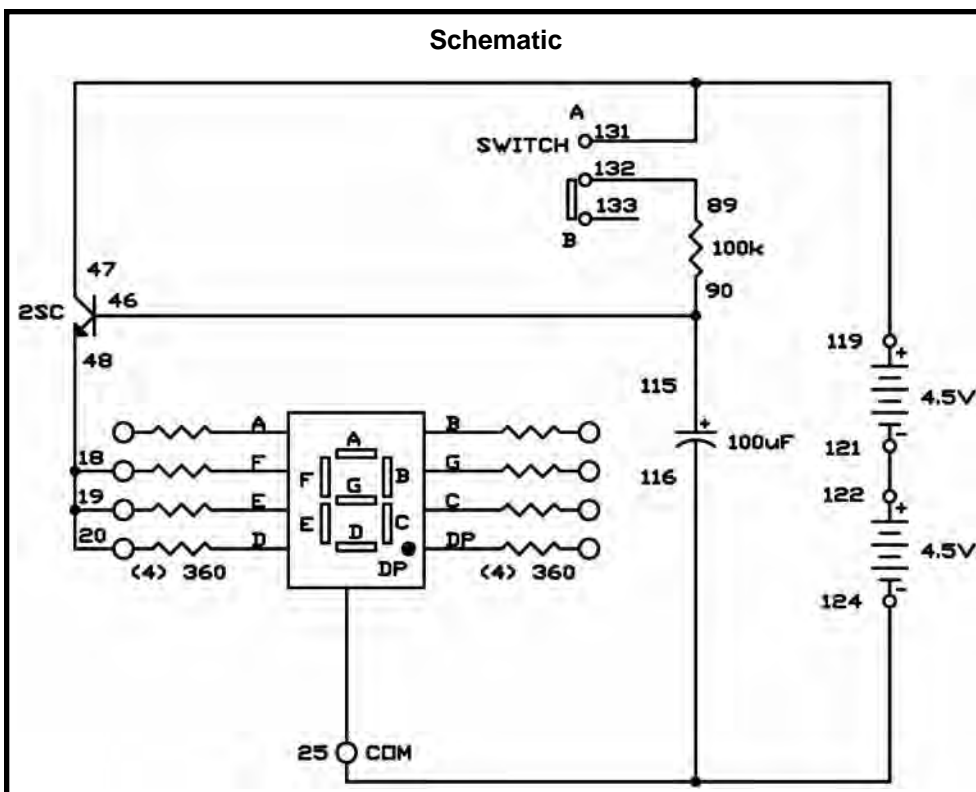 Schematic
A
131
SWITCH
132
133
B
89
100k
90
47
46
2SC
48
119
+
4.5V
-
121
122
+
4.5V
-
124
115
+
100uF
116
A
B
18
F
G
19
E
C
20
D
DP
A
F
B
G
E
C
D
DP
(4) 360
(4) 360
25
COM